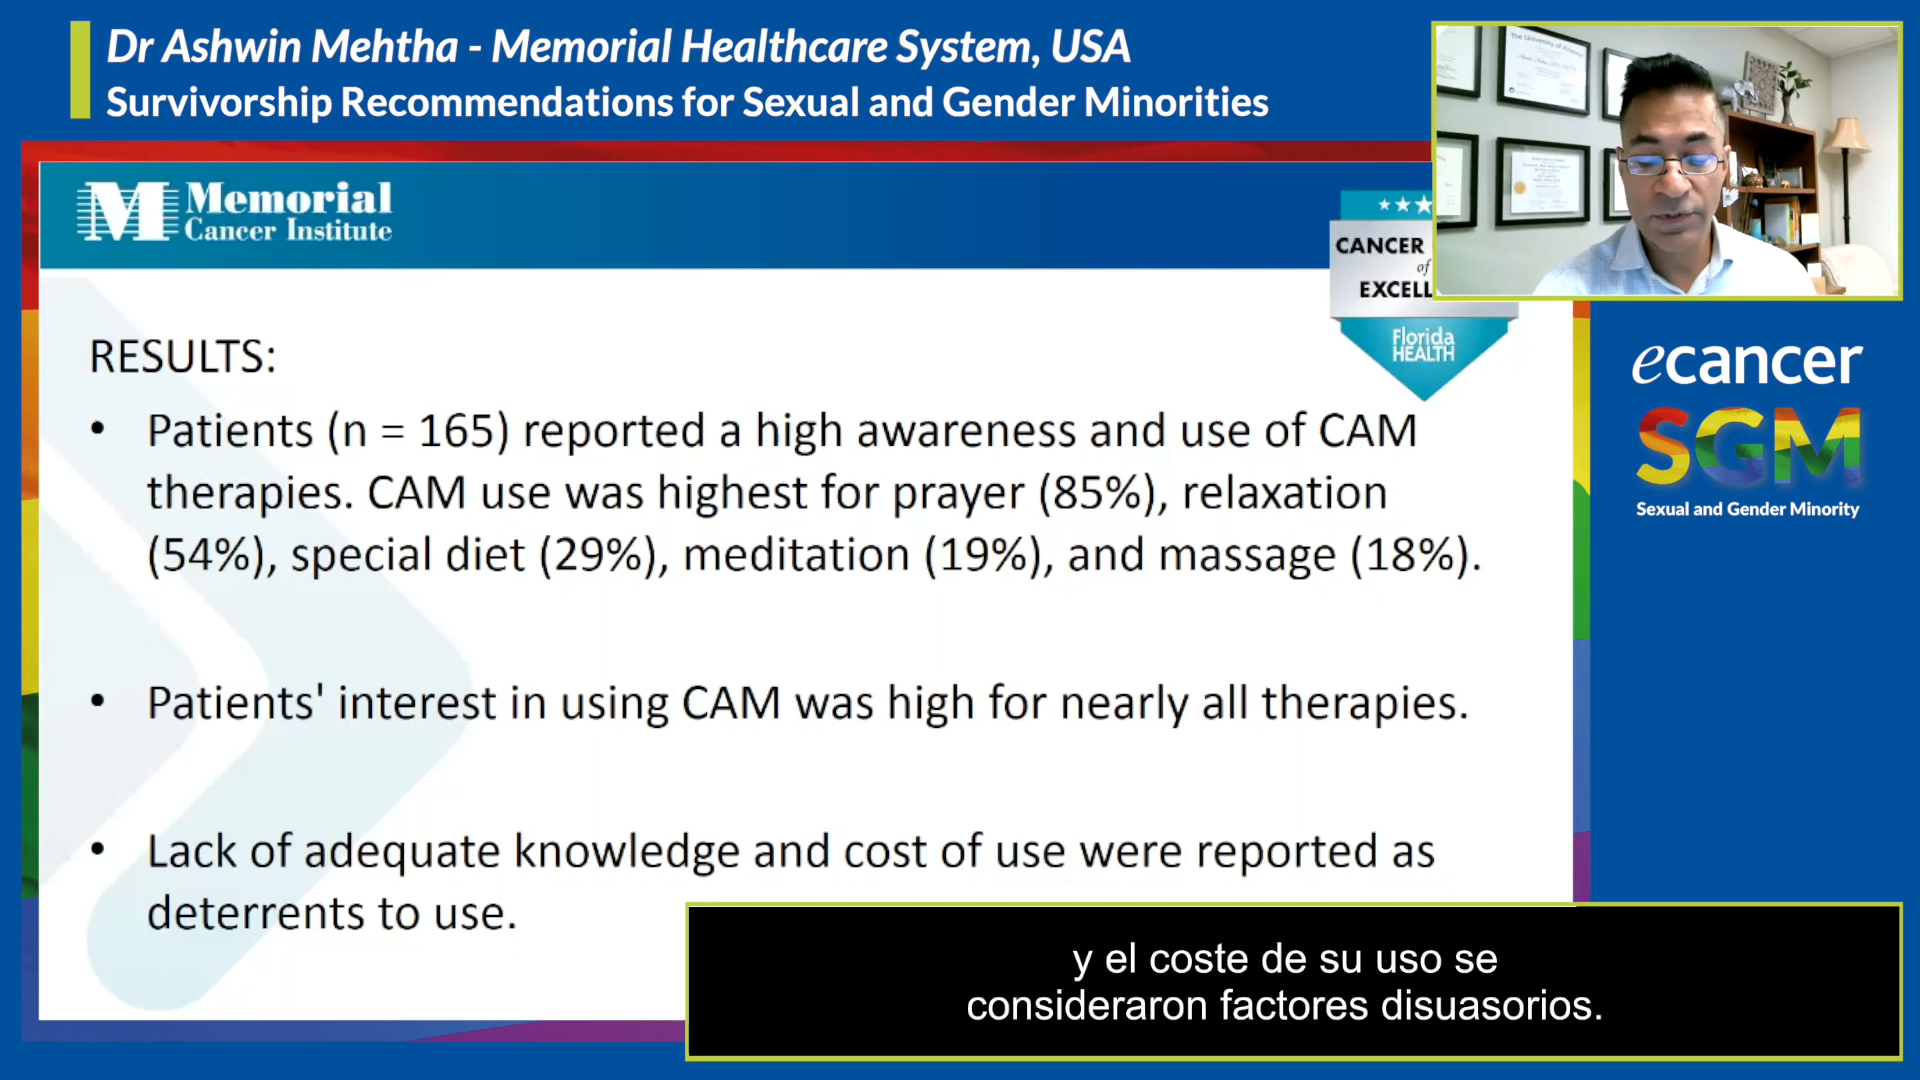 Dr Ashwin Mehtha - Memorial Healthcare System, USA
Survivorship Recommendations for Sexual and Gender Minorities
Memorial
Cancer Institute
CANCER
of
EXCELL
Florida
HEALTH
The University of Arizona
RESULTS:
• Patients (n = 165) reported a high awareness and use of CAM
therapies. CAM use was highest for prayer (85%), relaxation
(54%), special diet (29%), meditation (19%), and massage (18%).
• Patients' interest in using CAM was high for nearly all therapies.
• Lack of adequate knowledge and cost of use were reported as
deterrents to use.
ecancer
SGM
Sexual and Gender Minority
y el coste de su uso se
consideraron factores disuasorios.